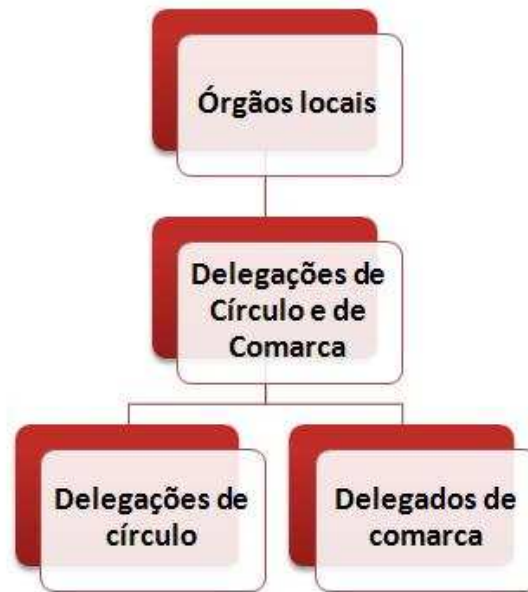 Órgãos locais
Delegações de
Círculo e de
Comarca
Delegações de
círculo
Delegados de
comarca